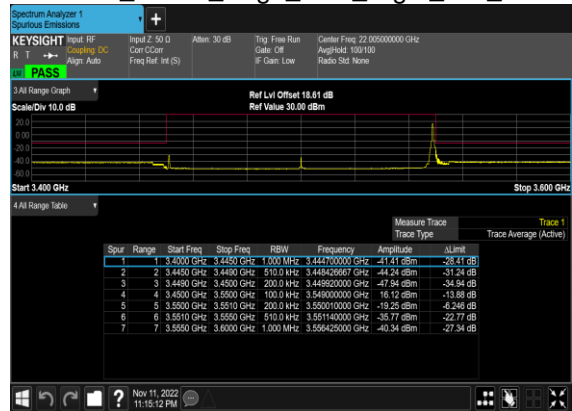 Spectrum Analyzer 1
Spurious Emissions
+
KEYSIGHT Input: RF Input Z: 50 Ω Atten: 30 dB Trig: Free Run Center Freq: 22.005000000 GHz
R T Coupling: DC Corr CCorr Gate: Off Avg|Hold: 100/100
Align: Auto Freq Ref: Int (S) IF Gain: Low Radio Std: None
PASS
3 All Range Graph
Ref Lvl Offset 18.61 dB
Scale/Div 10.0 dB Ref Value 30.00 dBm
20.0
0.00
-20.0
-40.0
-60.0
Start 3.400 GHz Stop 3.600 GHz
4 All Range Table
Measure Trace Trace 1
Trace Type Trace Average (Active)
Spur Range Start Freq Stop Freq RBW Frequency Amplitude ΔLimit
1 1 3.4000 GHz 3.4450 GHz 1.000 MHz 3.444700000 GHz -41.41 dBm -28.41 dB
2 2 3.4450 GHz 3.4490 GHz 510.0 kHz 3.448426667 GHz -44.24 dBm -31.24 dB
3 3 3.4490 GHz 3.4500 GHz 200.0 kHz 3.449920000 GHz -47.94 dBm -34.94 dB
4 4 3.4500 GHz 3.5500 GHz 100.0 kHz 3.549000000 GHz 16.12 dBm -13.88 dB
5 5 3.5500 GHz 3.5510 GHz 200.0 kHz 3.550010000 GHz -19.25 dBm -6.246 dB
6 6 3.5510 GHz 3.5550 GHz 510.0 kHz 3.551140000 GHz -35.77 dBm -22.77 dB
7 7 3.5550 GHz 3.6000 GHz 1.000 MHz 3.556425000 GHz -40.34 dBm -27.34 dB
? Nov 11, 2022
11:15:12 PM